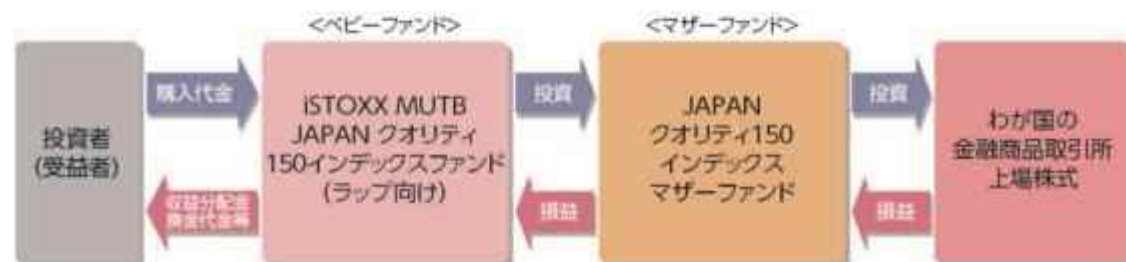 <ベビーファンド>
<マザーファンド>
投資者
(受益者)
購入代金
収益分配金
換金代金等
iSTOXX MUTB
JAPAN クオリティ
150インデックスファンド
(ラップ向け)
投資
損益
JAPAN
クオリティ150
インデックス
マザーファンド
投資
損益
わが国の
金融商品取引所
上場株式